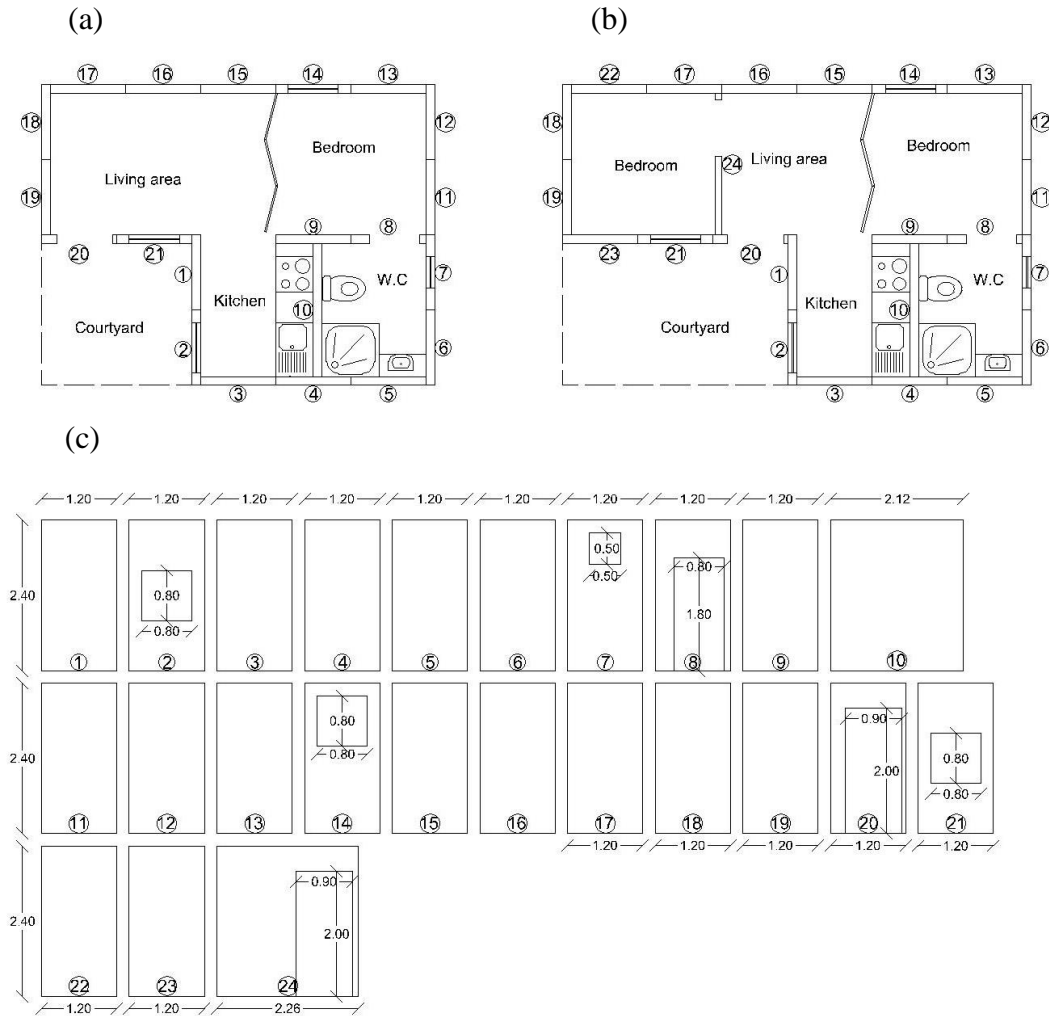 (a) (b)
17 16 15 14 13 22 17 16 15 14 13
18 12 18 12
Bedroom Bedroom
Living area Bedroom 24 Living area
19 11 19 11
9 8 9 8
20 21 23 21 20
1 7 1 7
W.C W.C
Kitchen 10 Kitchen 10
Courtyard Courtyard
2 6 2 6
3 4 5 3 4 5
(c)
1.20 1.20 1.20 1.20 1.20 1.20 1.20 1.20 1.20 2.12
0.50
0.50 0.80
2.40 0.80
0.80 1.80
1 2 3 4 5 6 7 8 9 10
0.80 0.90
2.40 0.80 2.00 0.80
0.80
11 12 13 14 15 16 17 18 19 20 21
1.20 1.20 1.20 1.20 1.20
0.90
2.40 2.00
22 23 24
1.20 1.20 2.26